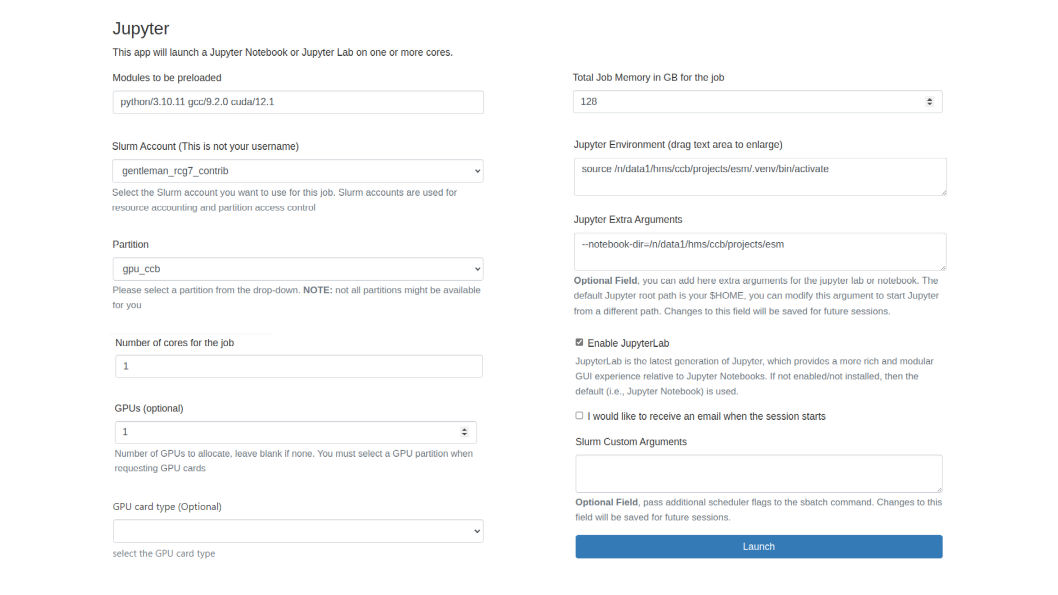 Jupyter
This app will launch a Jupyter Notebook or Jupyter Lab on one or more cores.
Modules to be preloaded
python/3.10.11 gcc/9.2.0 cuda/12.1
Slurm Account (This is not your username)
gentleman_rcg7_contrib
Select the Slurm account you want to use for this job. Slurm accounts are used for
resource accounting and partition access control
Partition
gpu_ccb
Please select a partition from the drop-down. NOTE: not all partitions might be available
for you
Number of cores for the job
1
GPUs (optional)
1
Number of GPUs to allocate, leave blank if none. You must select a GPU partition when
requesting GPU cards
GPU card type (Optional)
select the GPU card type
Total Job Memory in GB for the job
128
Jupyter Environment (drag text area to enlarge)
source /n/data1/hms/ccb/projects/esm/.venv/bin/activate
Jupyter Extra Arguments
--notebook-dir=/n/data1/hms/ccb/projects/esm
Optional Field, you can add here extra arguments for the jupyter lab or notebook. The
default Jupyter root path is your $HOME, you can modify this argument to start Jupyter
from a different path. Changes to this field will be saved for future sessions.
Enable JupyterLab
JupyterLab is the latest generation of Jupyter, which provides a more rich and modular
GUI experience relative to Jupyter Notebooks. If not enabled/not installed, then the
default (i.e., Jupyter Notebook) is used.
I would like to receive an email when the session starts
Slurm Custom Arguments
Optional Field, pass additional scheduler flags to the sbatch command. Changes to this
field will be saved for future sessions.
Launch